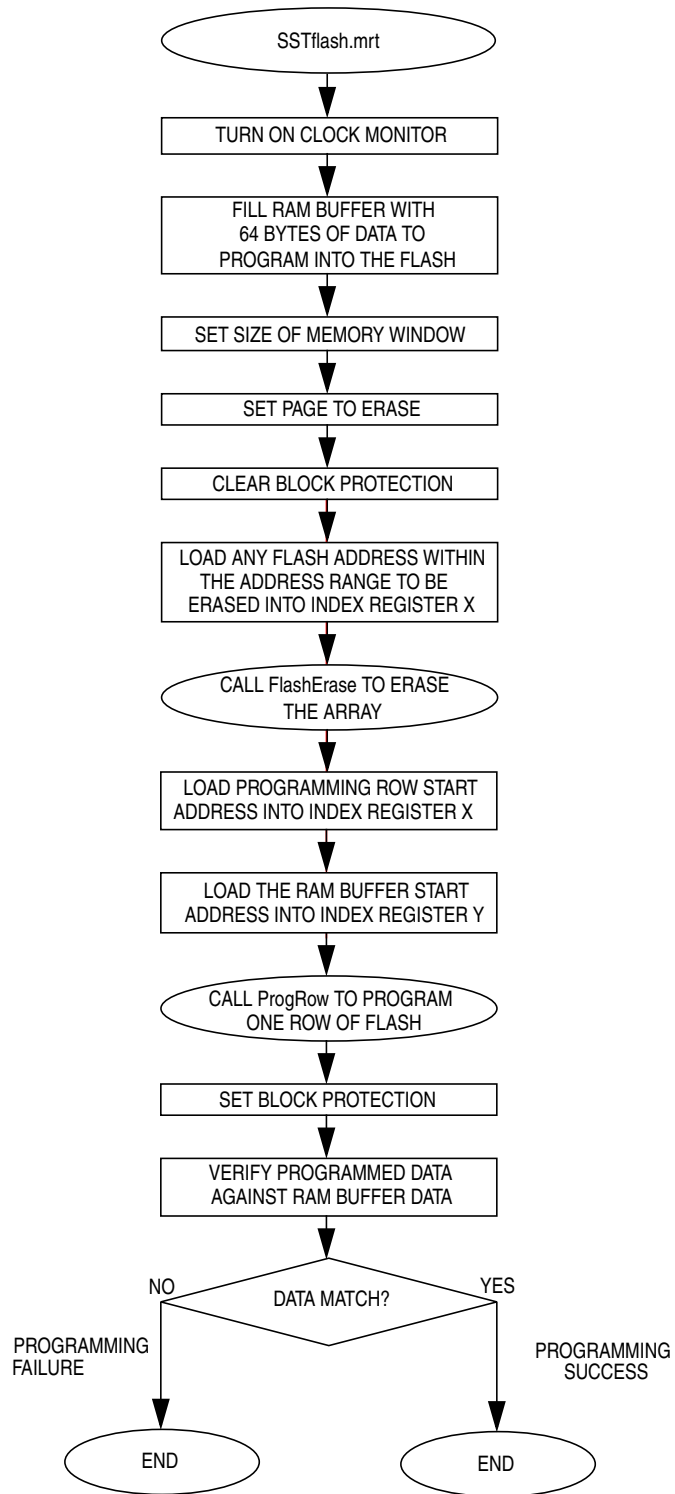 SSTflash.mrt
TURN ON CLOCK MONITOR
FILL RAM BUFFER WITH
64 BYTES OF DATA TO
PROGRAM INTO THE FLASH
SET SIZE OF MEMORY WINDOW
SET PAGE TO ERASE
CLEAR BLOCK PROTECTION
LOAD ANY FLASH ADDRESS WITHIN
THE ADDRESS RANGE TO BE
ERASED INTO INDEX REGISTER X
CALL FlashErase TO ERASE
THE ARRAY
LOAD PROGRAMMING ROW START
ADDRESS INTO INDEX REGISTER X
LOAD THE RAM BUFFER START
ADDRESS INTO INDEX REGISTER Y
CALL ProgRow TO PROGRAM
ONE ROW OF FLASH
SET BLOCK PROTECTION
VERIFY PROGRAMMED DATA
AGAINST RAM BUFFER DATA
DATA MATCH?
NO
YES
PROGRAMMING
FAILURE
PROGRAMMING
SUCCESS
END
END